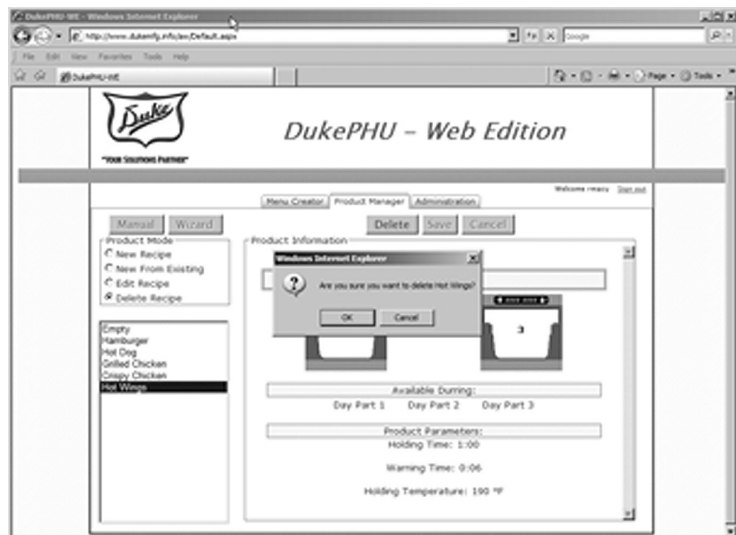 DukePHU-WE - Windows Internet Explorer
http://www.dukemfg.info/aw/Default.aspx
Google
File Edit View Favorites Tools Help
DukePHU-WE
Page Tools
Duke
"YOUR SOLUTIONS PARTNER"
DukePHU – Web Edition
Welcome rmacy Sign out
Menu Creator Product Manager Administration
Manual Wizard Delete Save Cancel
Product Mode
New Recipe
New From Existing
Edit Recipe
Delete Recipe
Product Information
Windows Internet Explorer
Are you sure you want to delete Hot Wings?
OK Cancel
3
Empty
Hamburger
Hot Dog
Grilled Chicken
Crispy Chicken
Hot Wings
Available Durring:
Day Part 1 Day Part 2 Day Part 3
Product Parameters:
Holding Time: 1:00
Warning Time: 0:06
Holding Temperature: 190 °F